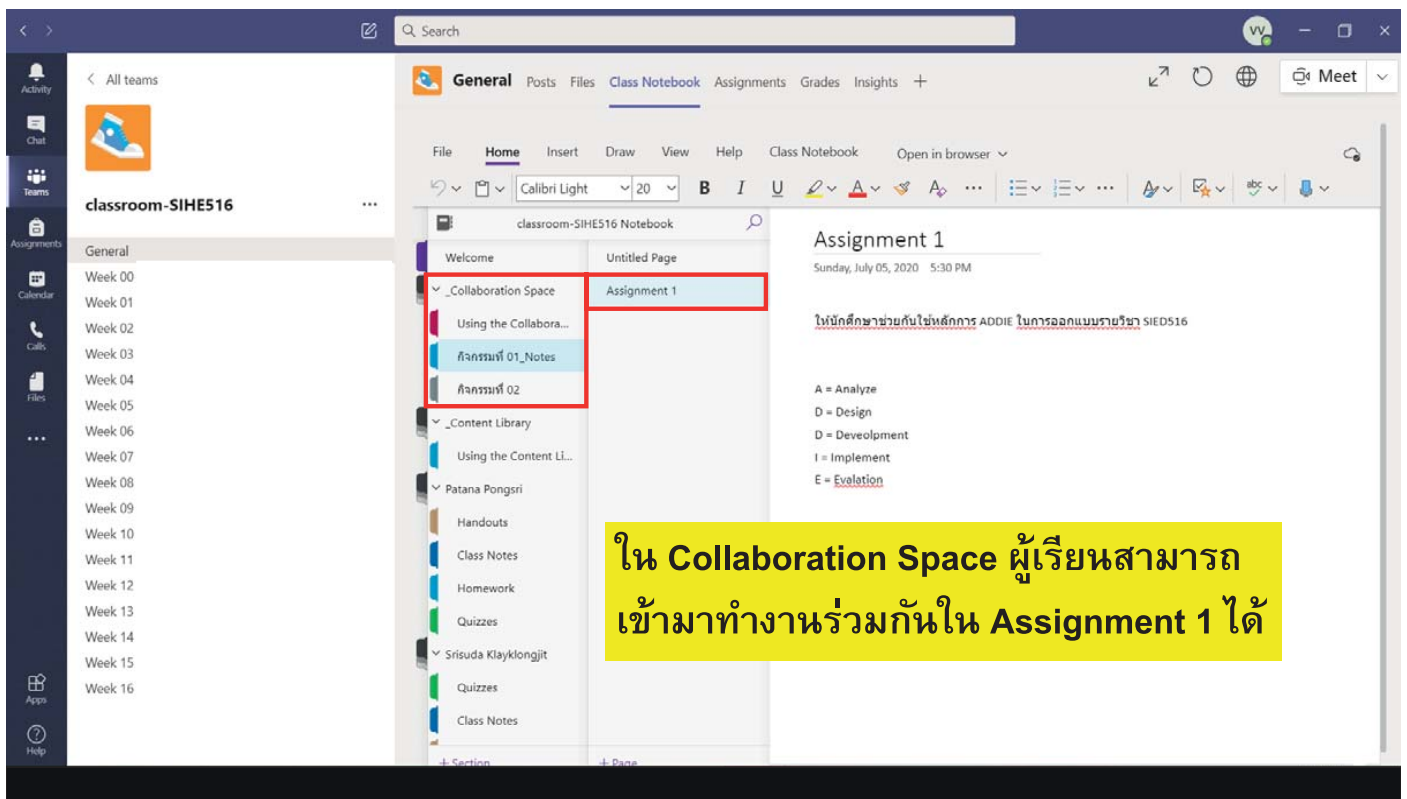 Search
VV
Meet
Activity
Chat
Teams
Assignments
Calendar
Calls
Files
Apps
Help
All teams
classroom-SIHE516
General
Week 00
Week 01
Week 02
Week 03
Week 04
Week 05
Week 06
Week 07
Week 08
Week 09
Week 10
Week 11
Week 12
Week 13
Week 14
Week 15
Week 16
General Posts Files Class Notebook Assignments Grades Insights +
File Home Insert Draw View Help Class Notebook Open in browser
Calibri Light 20 B I U A A ... ... A abc
classroom-SIHE516 Notebook
Welcome
_Collaboration Space
Using the Collabora...
กิจกรรมที่ 01_Notes
กิจกรรมที่ 02
_Content Library
Using the Content Li...
Patana Pongsri
Handouts
Class Notes
Homework
Quizzes
Srisuda Klayklongjit
Quizzes
Class Notes
+ Section
Untitled Page
Assignment 1
+ Page
Assignment 1
Sunday, July 05, 2020 5:30 PM
ให้นักศึกษาช่วยกันใช้หลักการ ADDIE ในการออกแบบรายวิชา SIED516
A = Analyze
D = Design
D = Deveolpment
I = Implement
E = Evalation
ใน Collaboration Space ผู้เรียนสามารถ
เข้ามาทำงานร่วมกันใน Assignment 1 ได้